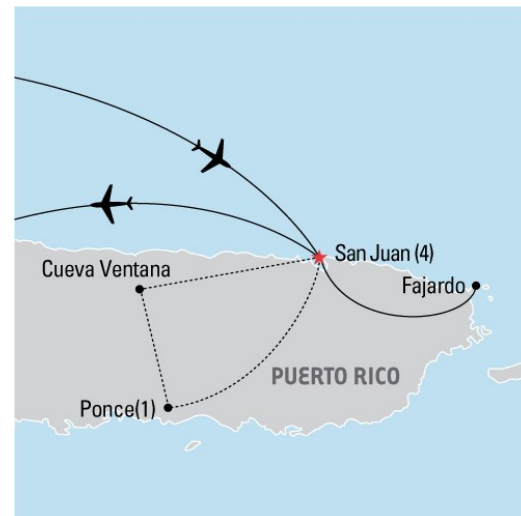 San Juan (4)
Cueva Ventana
Fajardo
PUERTO RICO
Ponce(1)